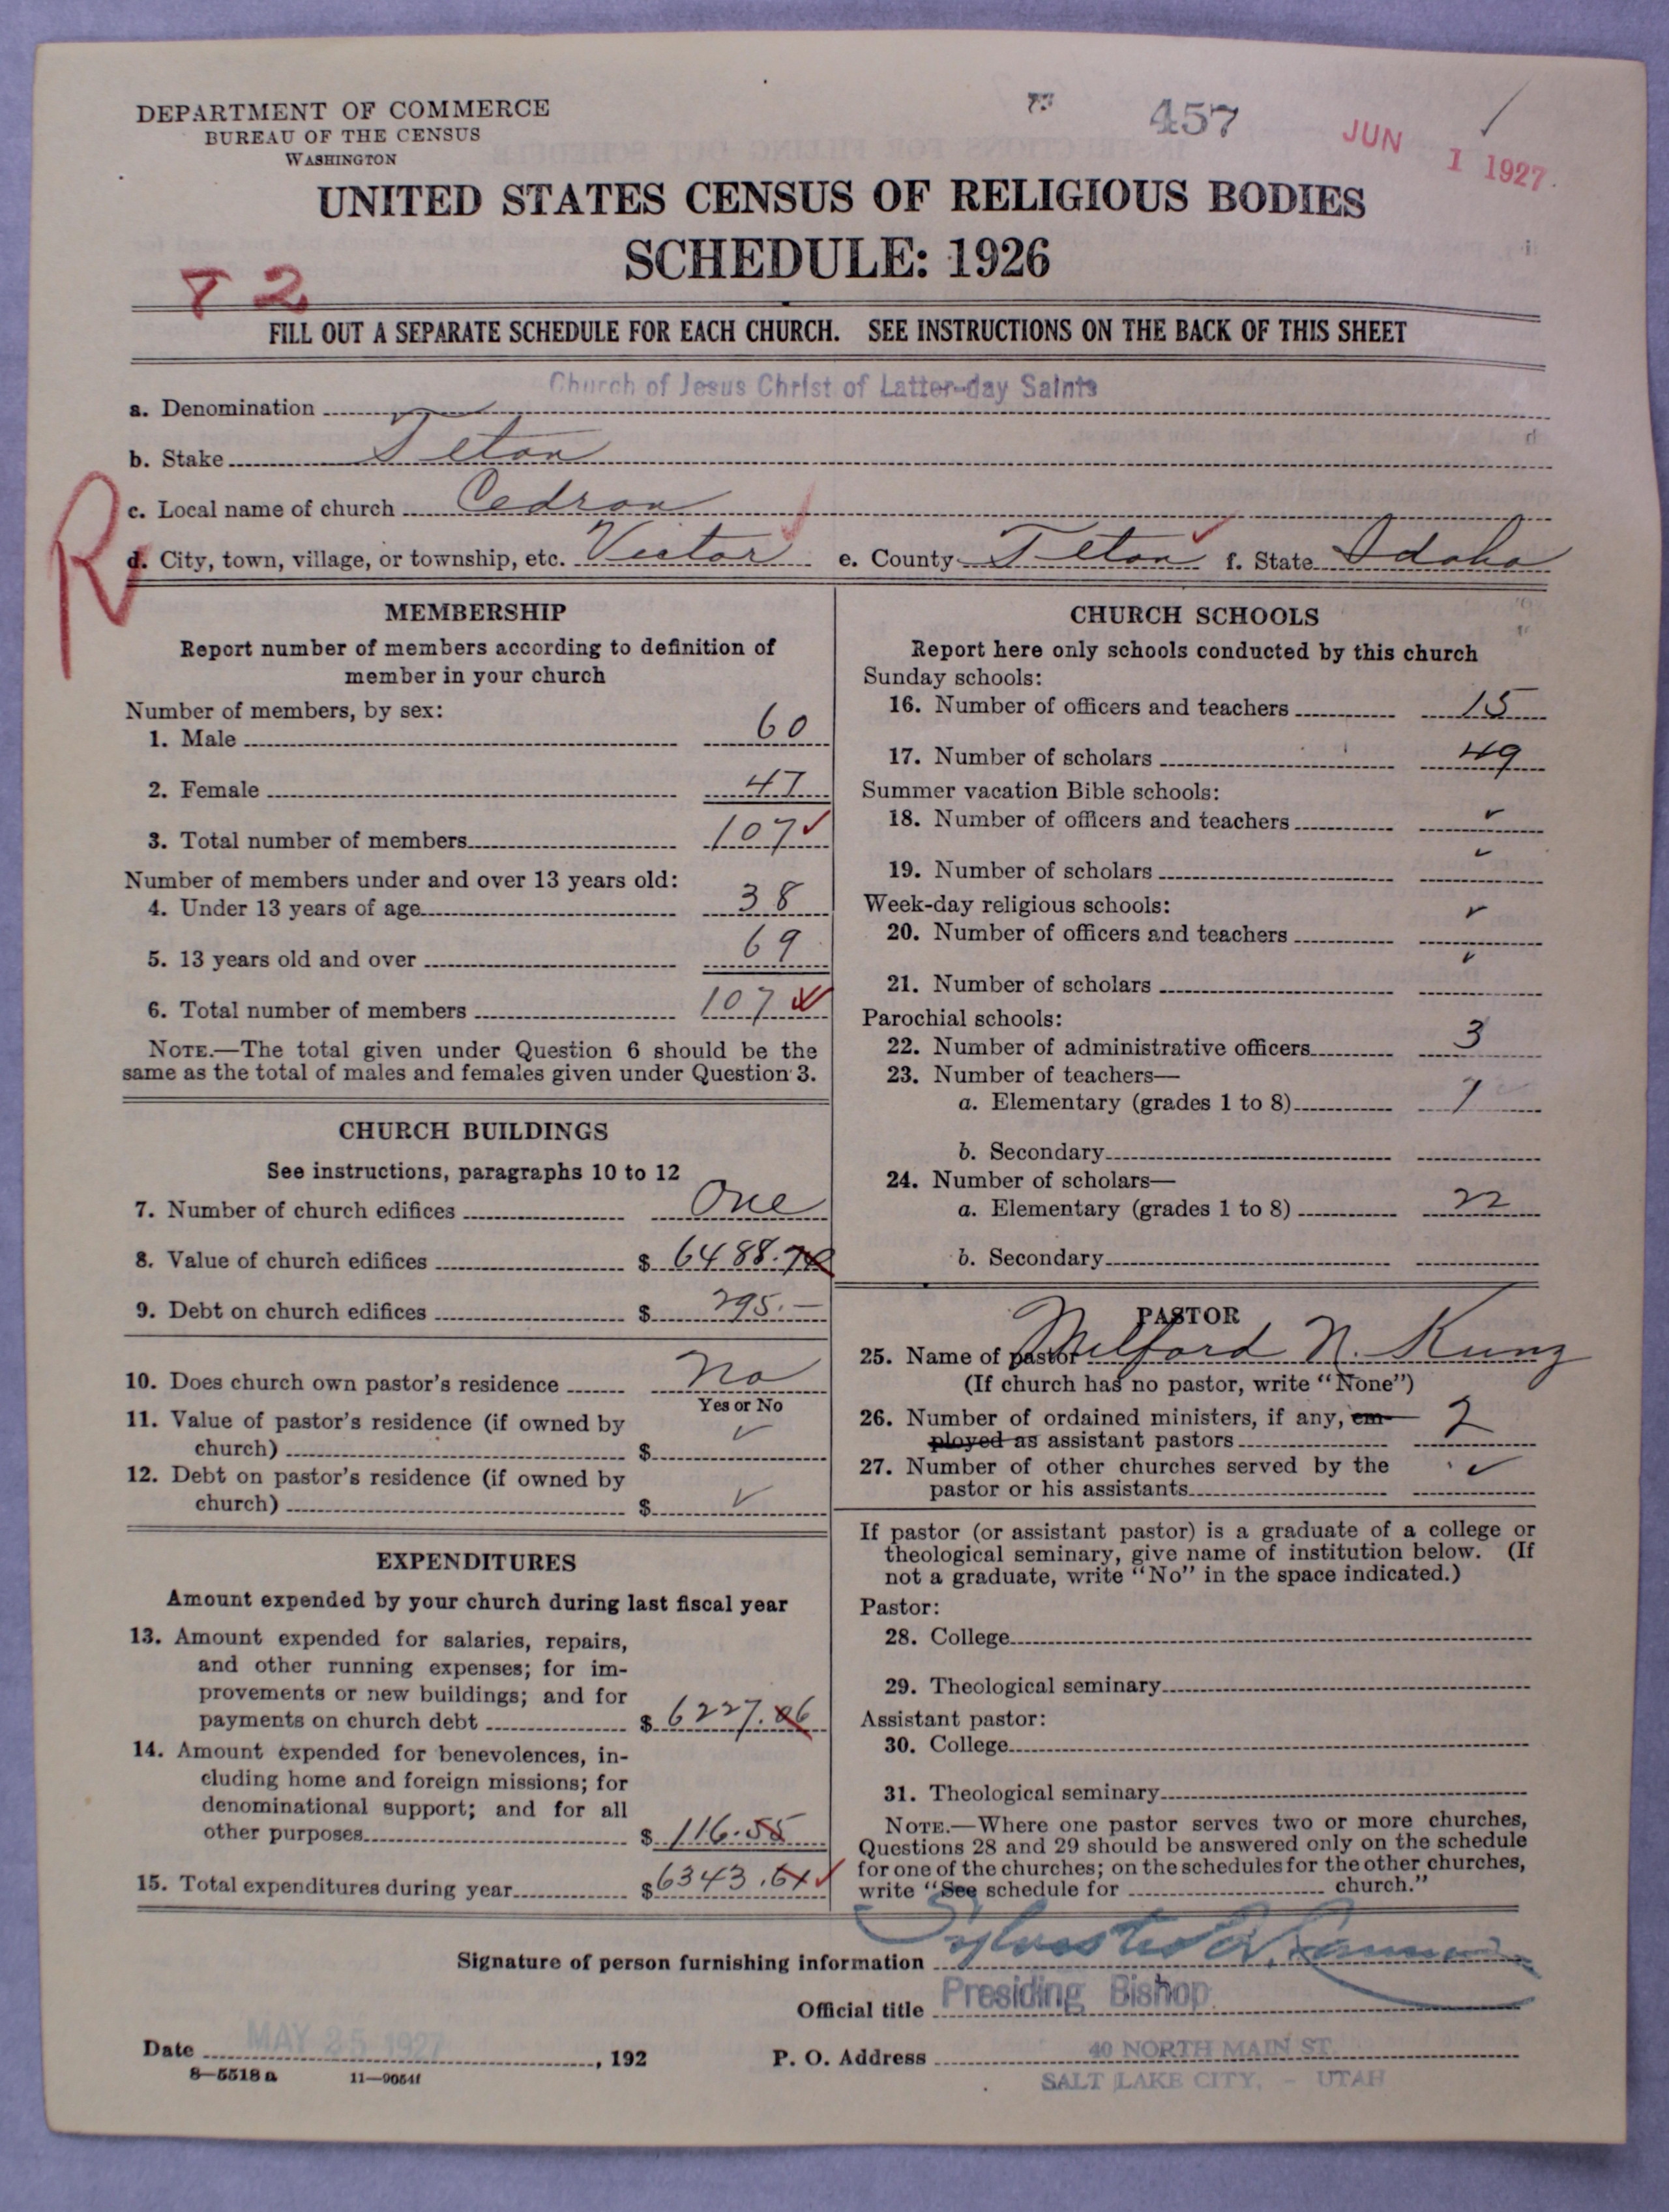 DEPARTMENT OF COMMERCE
BUREAU OF THE CENSUS
WASHINGTON
457
JUN 1 1927
UNITED STATES CENSUS OF RELIGIOUS BODIES
SCHEDULE: 1926
T 2
FILL OUT A SEPARATE SCHEDULE FOR EACH CHURCH. SEE INSTRUCTIONS ON THE BACK OF THIS SHEET
a. Denomination Church of Jesus Christ of Latter-day Saints
b. Stake Teton
c. Local name of church Cedron
R
d. City, town, village, or township, etc. Victor e. County Teton f. State Idaho
MEMBERSHIP
Report number of members according to definition of
member in your church
Number of members, by sex:
1. Male 60
2. Female 47
3. Total number of members 107
Number of members under and over 13 years old:
4. Under 13 years of age 38
5. 13 years old and over 69
6. Total number of members 107
NOTE.—The total given under Question 6 should be the
same as the total of males and females given under Question 3.
CHURCH BUILDINGS
See instructions, paragraphs 10 to 12
7. Number of church edifices One
8. Value of church edifices $ 6488.
9. Debt on church edifices $ 295.—
10. Does church own pastor's residence No
Yes or No
11. Value of pastor's residence (if owned by
church) $ ✓
12. Debt on pastor's residence (if owned by
church) $ ✓
EXPENDITURES
Amount expended by your church during last fiscal year
13. Amount expended for salaries, repairs,
and other running expenses; for im-
provements or new buildings; and for
payments on church debt $ 6227.06
14. Amount expended for benevolences, in-
cluding home and foreign missions; for
denominational support; and for all
other purposes $ 116.55
15. Total expenditures during year $ 6343.61
CHURCH SCHOOLS
Report here only schools conducted by this church
Sunday schools:
16. Number of officers and teachers 15
17. Number of scholars 49
Summer vacation Bible schools:
18. Number of officers and teachers ✓
19. Number of scholars ✓
Week-day religious schools:
20. Number of officers and teachers ✓
21. Number of scholars ✓
Parochial schools:
22. Number of administrative officers 3
23. Number of teachers—
a. Elementary (grades 1 to 8) 1
b. Secondary
24. Number of scholars—
a. Elementary (grades 1 to 8) 22
b. Secondary
PASTOR
25. Name of pastor Milford N. Kunz
(If church has no pastor, write "None")
26. Number of ordained ministers, if any, em-
ployed as assistant pastors 2
27. Number of other churches served by the
pastor or his assistants ✓
If pastor (or assistant pastor) is a graduate of a college or
theological seminary, give name of institution below. (If
not a graduate, write "No" in the space indicated.)
Pastor:
28. College
29. Theological seminary
Assistant pastor:
30. College
31. Theological seminary
NOTE.—Where one pastor serves two or more churches,
Questions 28 and 29 should be answered only on the schedule
for one of the churches; on the schedules for the other churches,
write "See schedule for church."
Signature of person furnishing information Sylvester Q. Cannon
Official title Presiding Bishop
Date MAY 25 1927, 192
P. O. Address 40 NORTH MAIN ST.
SALT LAKE CITY, - UTAH
8—5518a 11—9054f